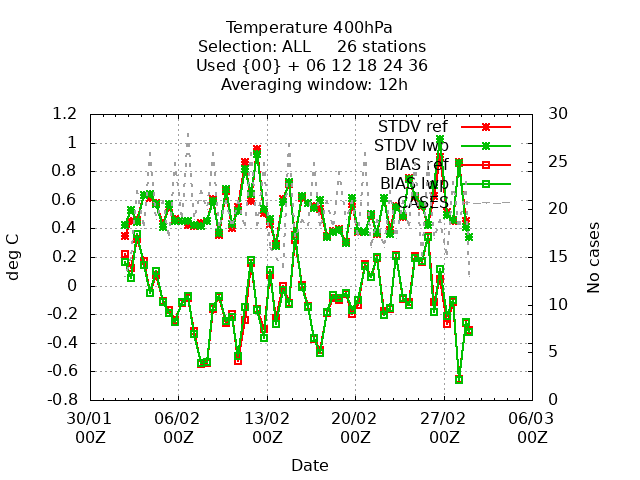 Temperature 400hPa
Selection: ALL     26 stations
Used {00} + 06 12 18 24 36
Averaging window: 12h
1.2
1
0.8
0.6
0.4
0.2
0
-0.2
-0.4
-0.6
-0.8
deg C
30
25
20
15
10
5
0
No cases
STDV ref
STDV lwp
BIAS ref
BIAS lwp
CASES
30/01 06/02 13/02 20/02 27/02 06/03
00Z 00Z 00Z 00Z 00Z 00Z
Date